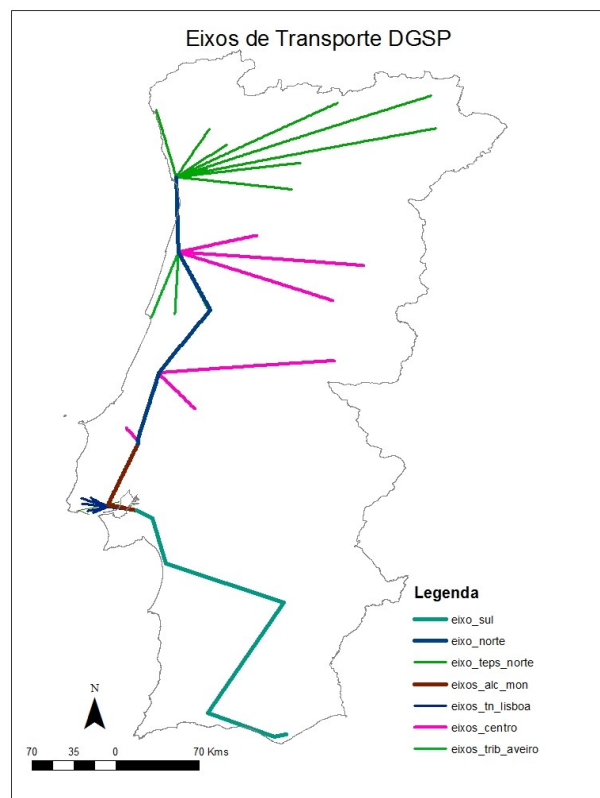 Eixos de Transporte DGSP
Legenda
eixo_sul
eixo_norte
eixo_teps_norte
eixos_alc_mon
eixos_tn_lisboa
eixos_centro
eixos_trib_aveiro
N
70 35 0 70 Kms